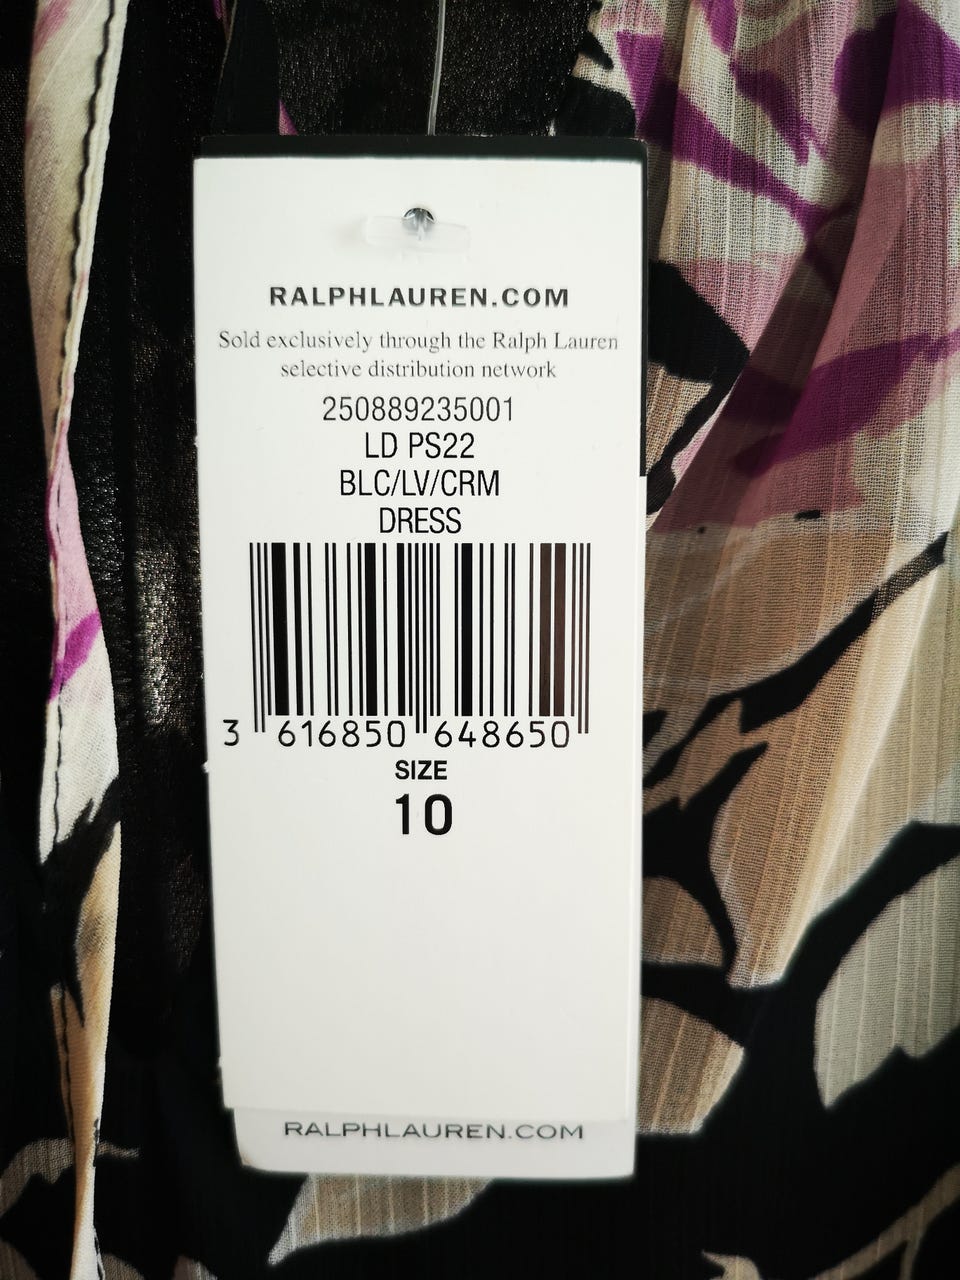 RALPHLAUREN.COM
Sold exclusively through the Ralph Lauren
selective distribution network
250889235001
LD PS22
BLC/LV/CRM
DRESS
3 616850 648650
SIZE
10
RALPHLAUREN.COM